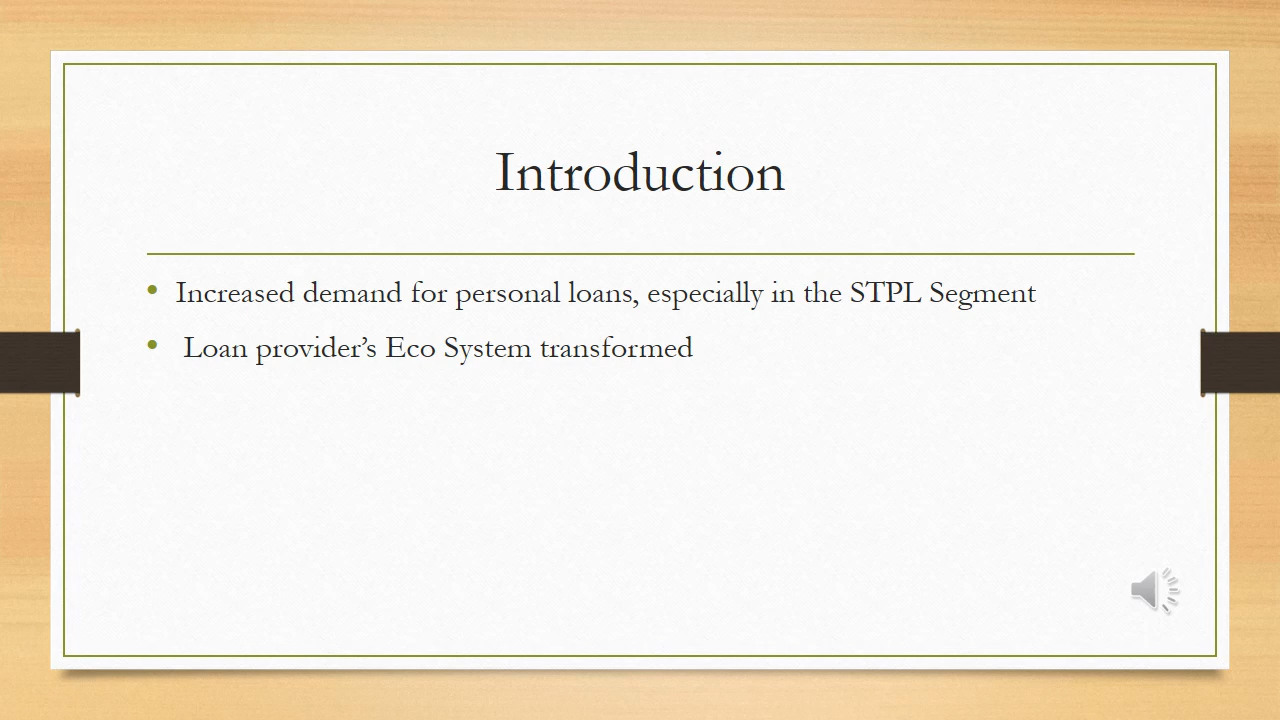 Introduction
• Increased demand for personal loans, especially in the STPL Segment
• Loan provider’s Eco System transformed